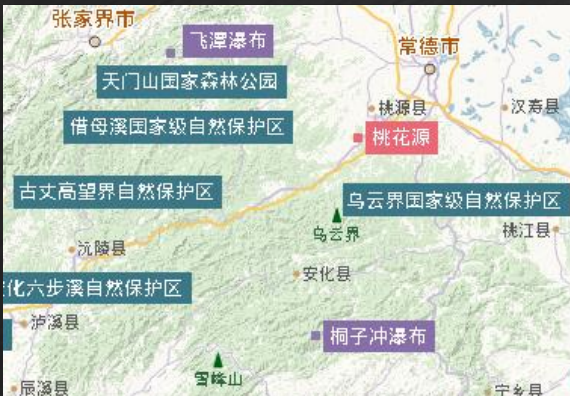 张家界市
飞潭瀑布
常德市
天门山国家森林公园
桃源县
汉寿县
借母溪国家级自然保护区
桃花源
古丈高望界自然保护区
乌云界国家级自然保护区
乌云界
桃江县
沅陵县
安化县
化六步溪自然保护区
泸溪县
桐子冲瀑布
雪峰山
辰溪县
宁乡县